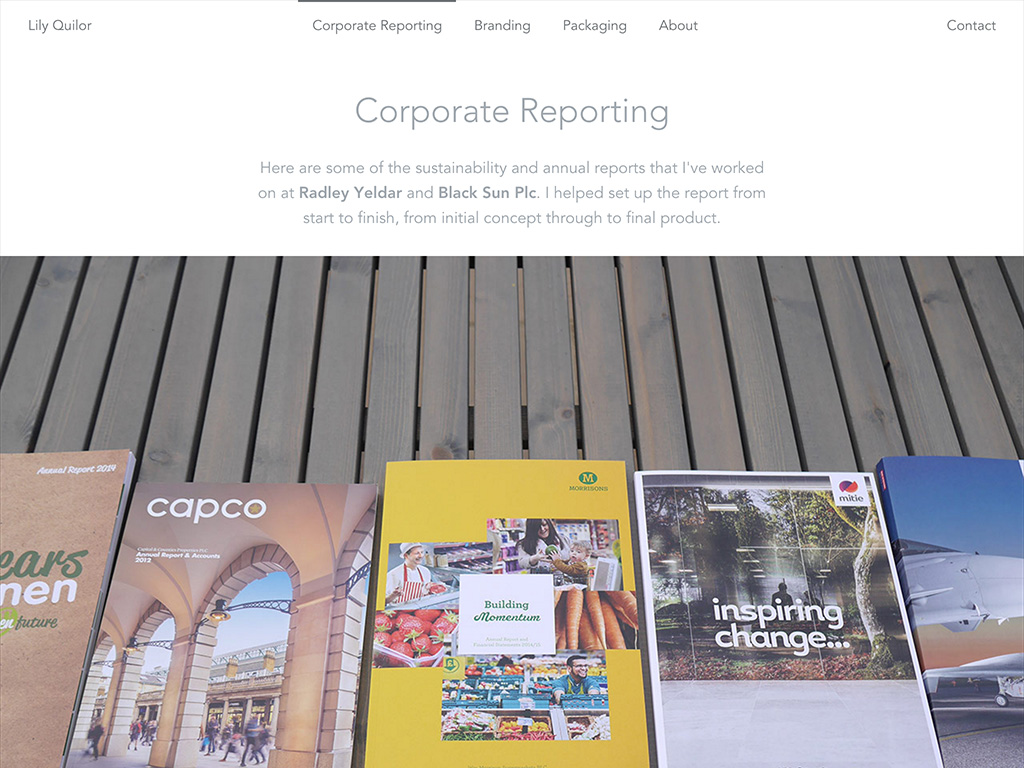 Lily Quilor
Corporate Reporting
Branding
Packaging
About
Contact
Corporate Reporting
Here are some of the sustainability and annual reports that I've worked
on at Radley Yeldar and Black Sun Plc. I helped set up the report from
start to finish, from initial concept through to final product.
Annual Report 2014
future
capco
Capital & Counties Properties PLC
Annual Report & Accounts
2012
M
MORRISONS
Building
Momentum
Annual Report and
Financial Statements 2014/15
mitie
inspiring
change...